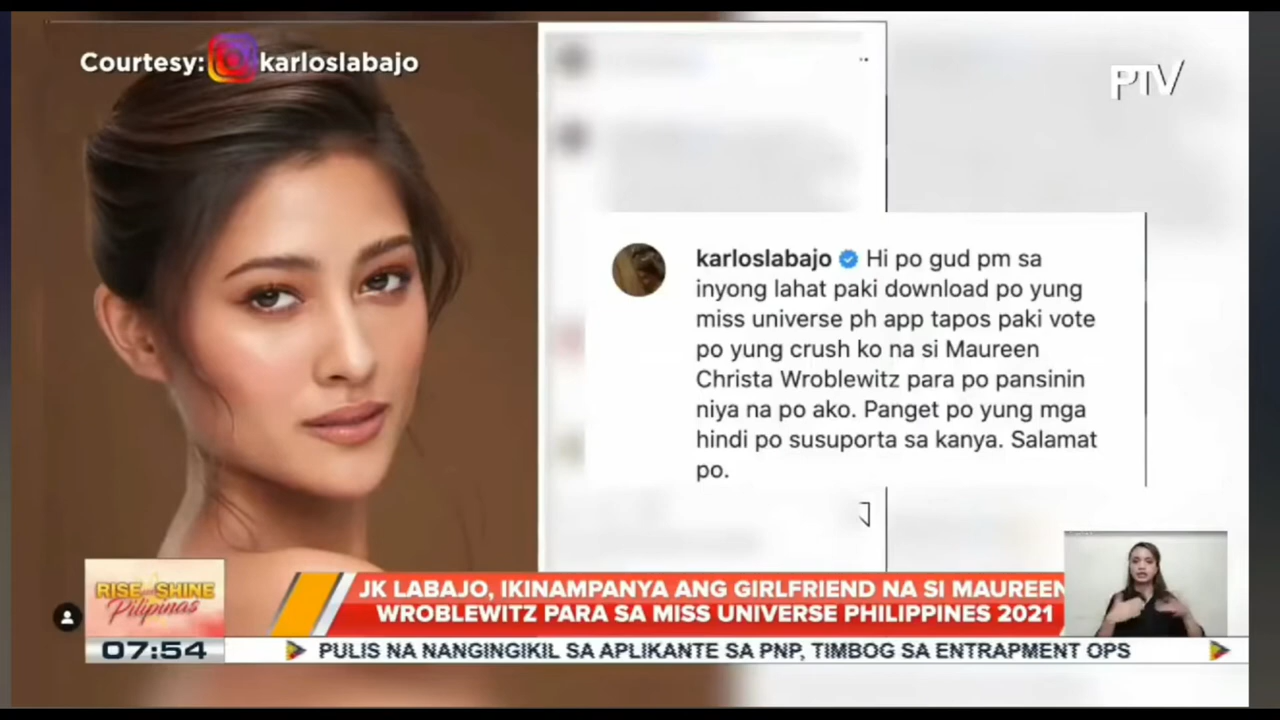 Courtesy: karloslabajo
PTV
karloslabajo Hi po gud pm sa
inyong lahat paki download po yung
miss universe ph app tapos paki vote
po yung crush ko na si Maureen
Christa Wroblewitz para po pansinin
niya na po ako. Panget po yung mga
hindi po susuporta sa kanya. Salamat
po.
RISE and SHINE
Pilipinas
JK LABAJO, IKINAMPANYA ANG GIRLFRIEND NA SI MAUREEN
WROBLEWITZ PARA SA MISS UNIVERSE PHILIPPINES 2021
07:54
PULIS NA NANGINGIKIL SA APLIKANTE SA PNP, TIMBOG SA ENTRAPMENT OPS